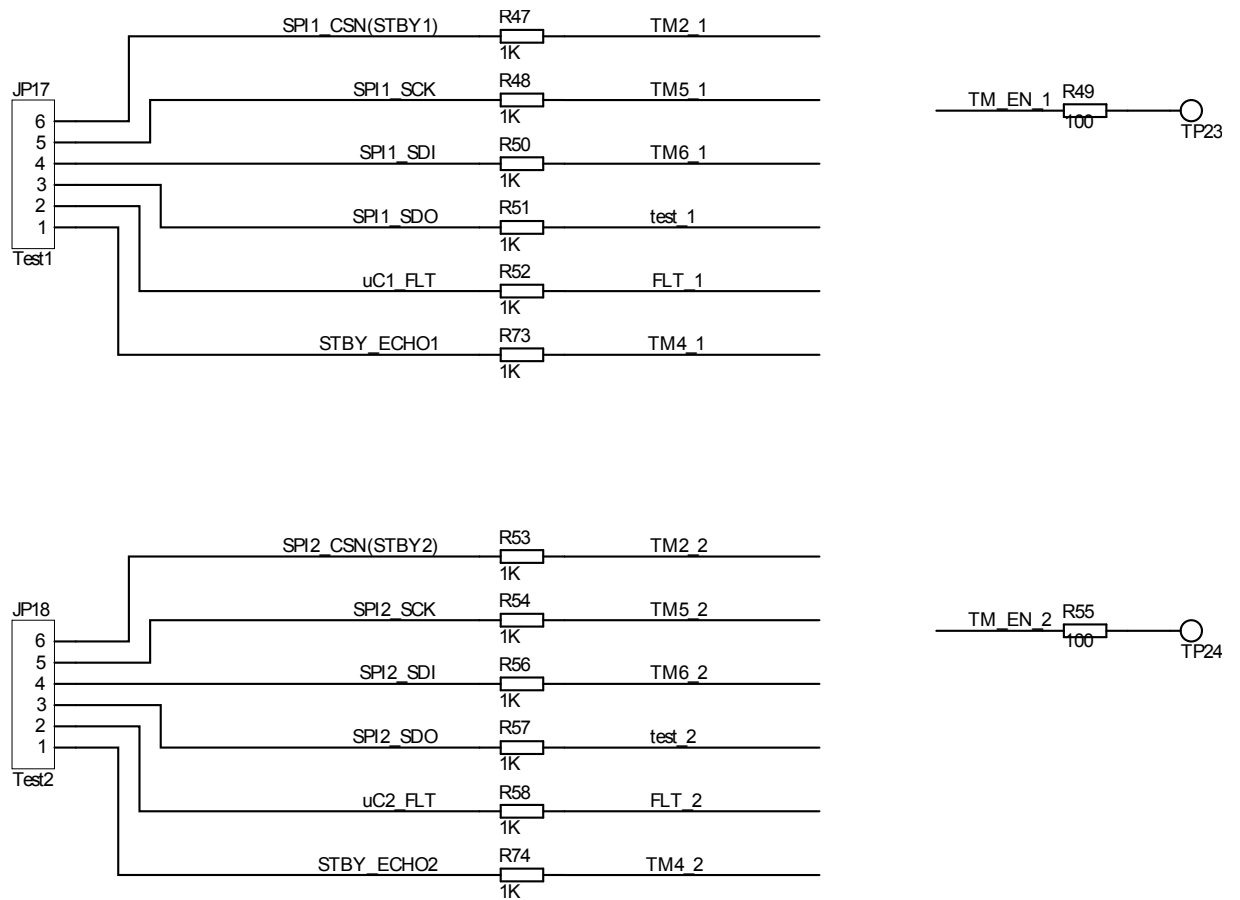 SPI1_CSN(STBY1) R47 TM2_1
1K
JP17 SPI1_SCK R48 TM5_1
1K
TM_EN_1 R49
100
TP23
6
5
4
3
2
1
Test1
SPI1_SDI R50 TM6_1
1K
SPI1_SDO R51 test_1
1K
uC1_FLT R52 FLT_1
1K
STBY_ECHO1 R73 TM4_1
1K
SPI2_CSN(STBY2) R53 TM2_2
1K
JP18 SPI2_SCK R54 TM5_2
1K
TM_EN_2 R55
100
TP24
6
5
4
3
2
1
Test2
SPI2_SDI R56 TM6_2
1K
SPI2_SDO R57 test_2
1K
uC2_FLT R58 FLT_2
1K
STBY_ECHO2 R74 TM4_2
1K